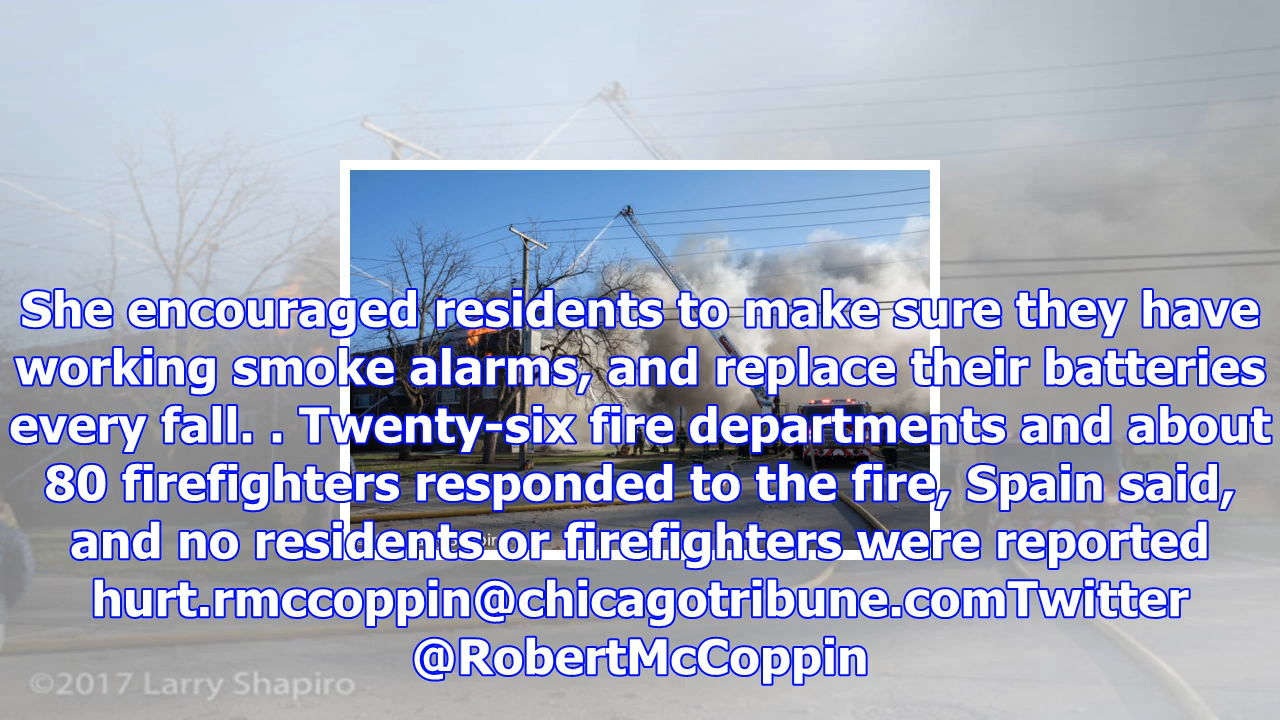 She encouraged residents to make sure they have
working smoke alarms, and replace their batteries
every fall. . Twenty-six fire departments and about
80 firefighters responded to the fire, Spain said,
and no residents or firefighters were reported
hurt.rmccoppin@chicagotribune.comTwitter
@RobertMcCoppin
©2017 Larry Shapiro